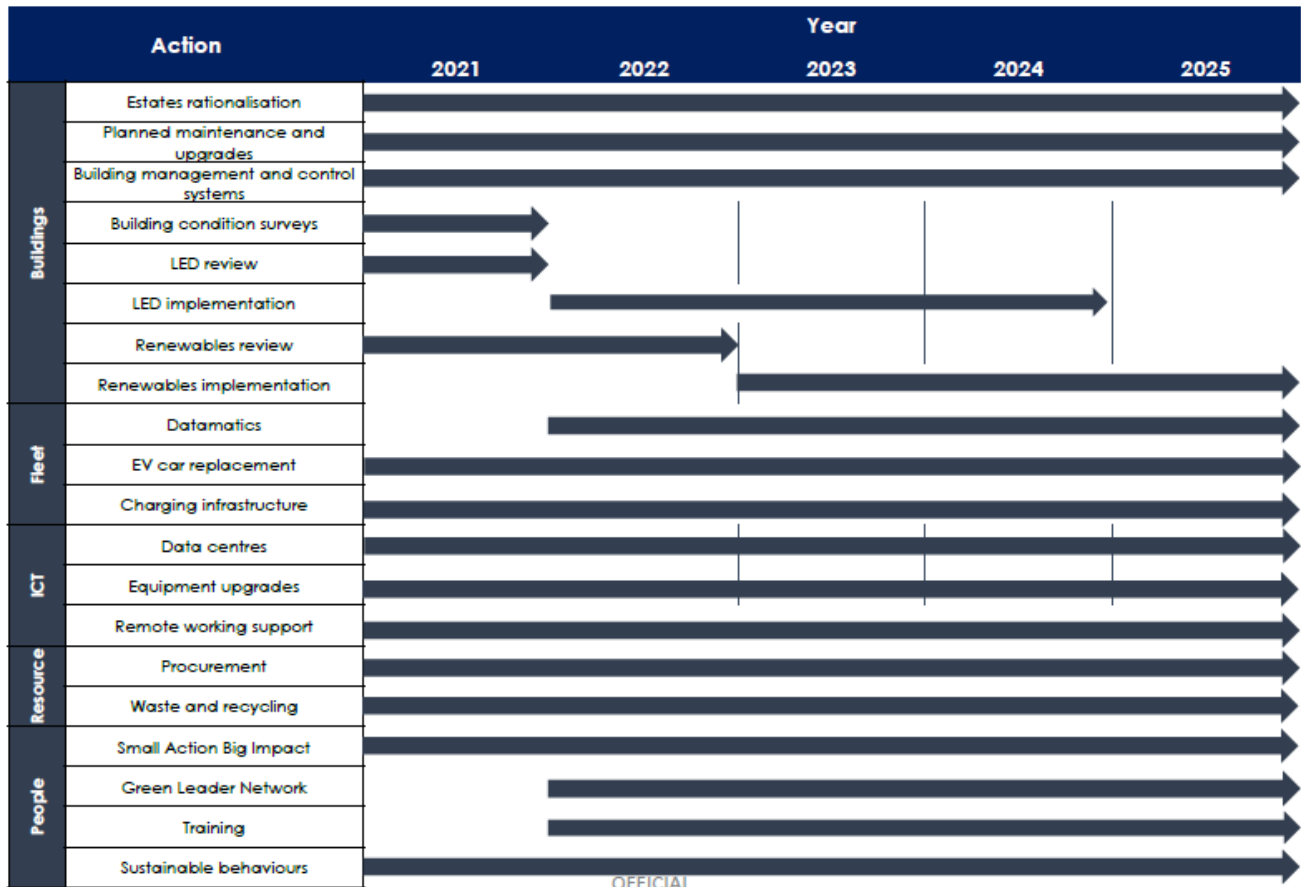 Action
Year
2021 2022 2023 2024 2025
Buildings
Estates rationalisation
Planned maintenance and
upgrades
Building management and control
systems
Building condition surveys
LED review
LED implementation
Renewables review
Renewables implementation
Fleet
Datamatics
EV car replacement
Charging infrastructure
ICT
Data centres
Equipment upgrades
Remote working support
Resource
Procurement
Waste and recycling
People
Small Action Big Impact
Green Leader Network
Training
Sustainable behaviours
OFFICIAL